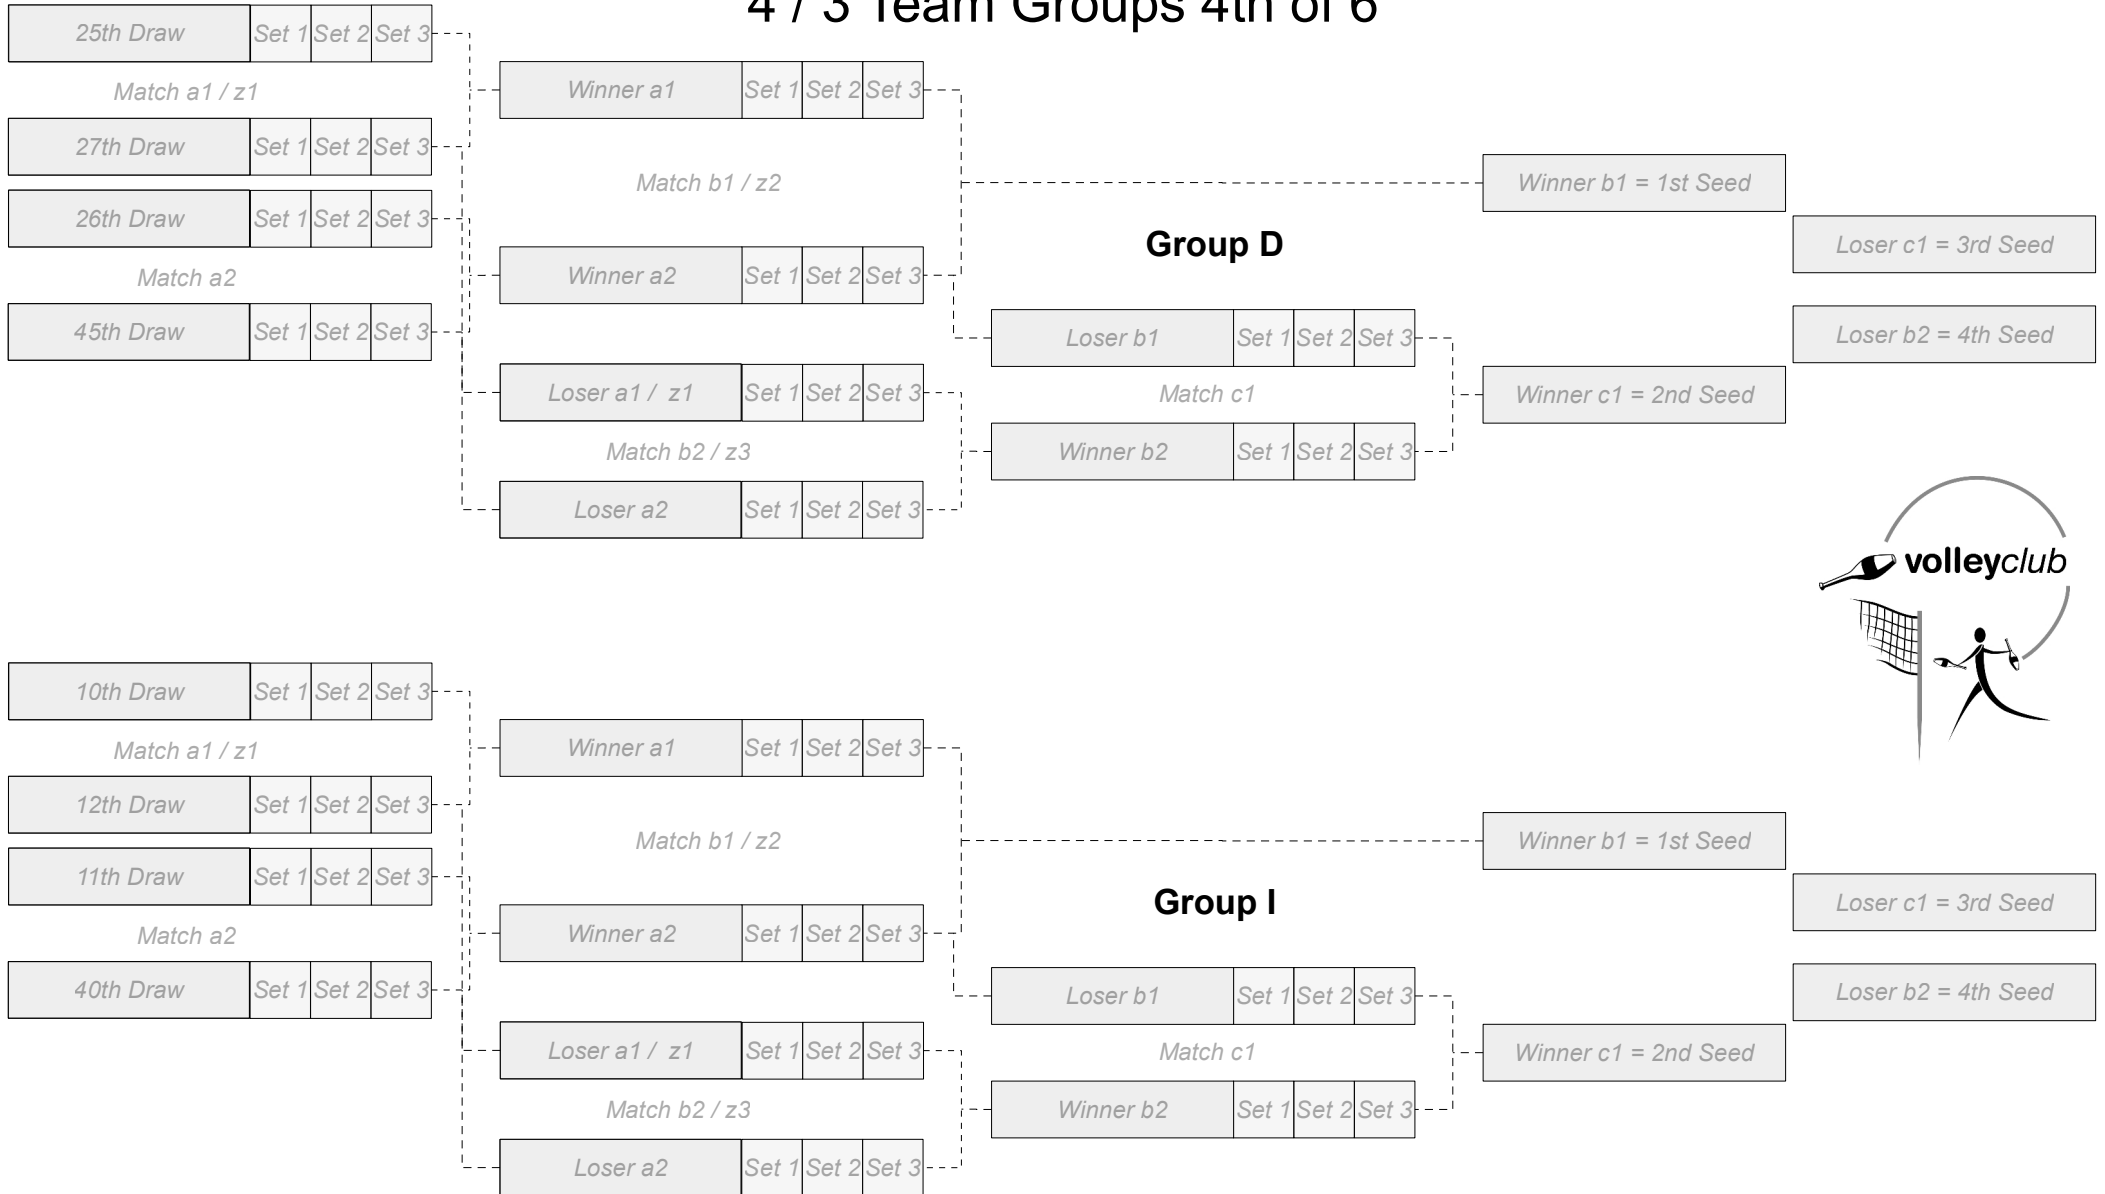 4 / 3 Team Groups 4th of 6
25th Draw Set 1 Set 2 Set 3
Match a1 / z1
27th Draw Set 1 Set 2 Set 3
26th Draw Set 1 Set 2 Set 3
Match a2
45th Draw Set 1 Set 2 Set 3
Winner a1 Set 1 Set 2 Set 3
Match b1 / z2
Winner a2 Set 1 Set 2 Set 3
Loser a1 / z1 Set 1 Set 2 Set 3
Match b2 / z3
Loser a2 Set 1 Set 2 Set 3
Group D
Loser b1 Set 1 Set 2 Set 3
Match c1
Winner b2 Set 1 Set 2 Set 3
Winner b1 = 1st Seed
Winner c1 = 2nd Seed
Loser c1 = 3rd Seed
Loser b2 = 4th Seed
volleyclub
10th Draw Set 1 Set 2 Set 3
Match a1 / z1
12th Draw Set 1 Set 2 Set 3
11th Draw Set 1 Set 2 Set 3
Match a2
40th Draw Set 1 Set 2 Set 3
Winner a1 Set 1 Set 2 Set 3
Match b1 / z2
Winner a2 Set 1 Set 2 Set 3
Loser a1 / z1 Set 1 Set 2 Set 3
Match b2 / z3
Loser a2 Set 1 Set 2 Set 3
Group I
Loser b1 Set 1 Set 2 Set 3
Match c1
Winner b2 Set 1 Set 2 Set 3
Winner b1 = 1st Seed
Winner c1 = 2nd Seed
Loser c1 = 3rd Seed
Loser b2 = 4th Seed